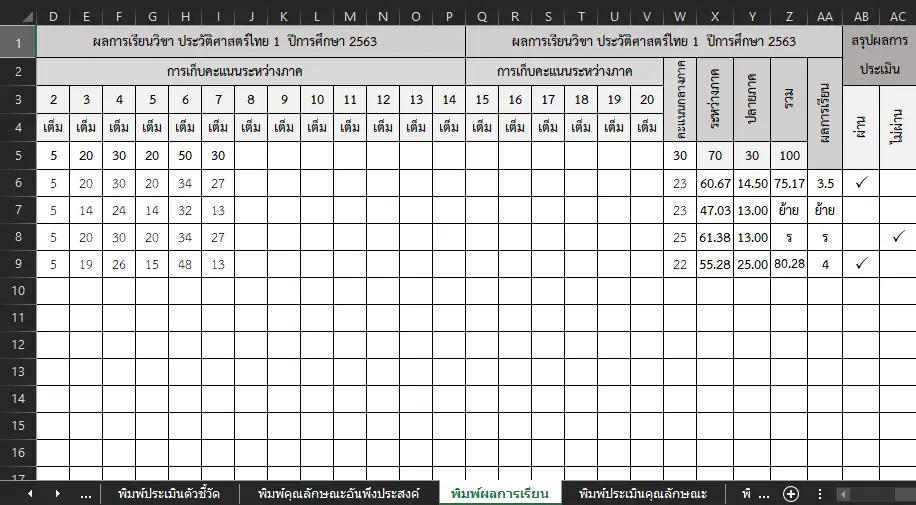 D E F G H I J K L M N O P Q R S T U V W X Y Z AA AB AC
1 ผลการเรียนวิชา ประวัติศาสตร์ไทย 1 ปีการศึกษา 2563 ผลการเรียนวิชา ประวัติศาสตร์ไทย 1 ปีการศึกษา 2563 สรุปผลการ
2 การเก็บคะแนนระหว่างภาค การเก็บคะแนนระหว่างภาค คะแนนกลางภาค ระหว่างภาค ปลายภาค รวม ผลการเรียน ประเมิน
3 2 3 4 5 6 7 8 9 10 11 12 13 14 15 16 17 18 19 20 ผ่าน ไม่ผ่าน
4 เต็ม เต็ม เต็ม เต็ม เต็ม เต็ม เต็ม เต็ม เต็ม เต็ม เต็ม เต็ม เต็ม เต็ม เต็ม เต็ม เต็ม เต็ม เต็ม
5 5 20 30 20 50 30 30 70 30 100
6 5 20 30 20 34 27 23 60.67 14.50 75.17 3.5 ✓
7 5 14 24 14 32 13 23 47.03 13.00 ย้าย ย้าย
8 5 20 30 20 34 27 25 61.38 13.00 ร ร ✓
9 5 19 26 15 48 13 22 55.28 25.00 80.28 4 ✓
10
11
12
13
14
15
16
17
... พิมพ์ประเมินตัวชี้วัด พิมพ์คุณลักษณะอันพึงประสงค์ พิมพ์ผลการเรียน พิมพ์ประเมินคุณลักษณะ พิ ...